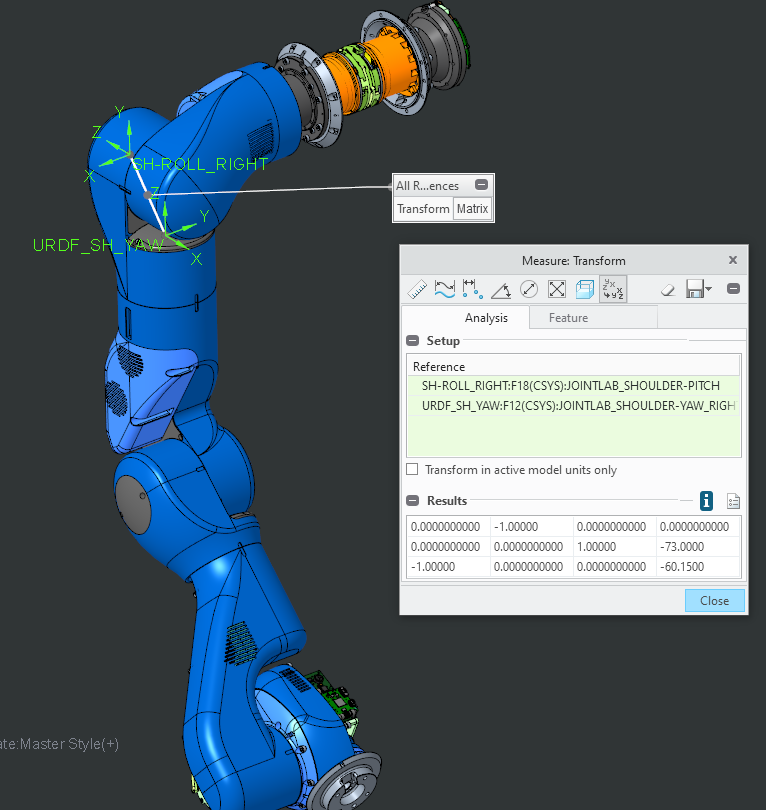 Y
Z
SH-ROLL_RIGHT
X
Z
Y
URDF_SH_YAW
X
All R...ences
Transform Matrix
Measure: Transform
Analysis Feature
Setup
Reference
SH-ROLL_RIGHT:F18(CSYS):JOINTLAB_SHOULDER-PITCH
URDF_SH_YAW:F12(CSYS):JOINTLAB_SHOULDER-YAW_RIGH
Transform in active model units only
Results
0.0000000000 -1.00000 0.0000000000 0.0000000000
0.0000000000 0.0000000000 1.00000 -73.0000
-1.00000 0.0000000000 0.0000000000 -60.1500
Close
ate:Master Style(+)